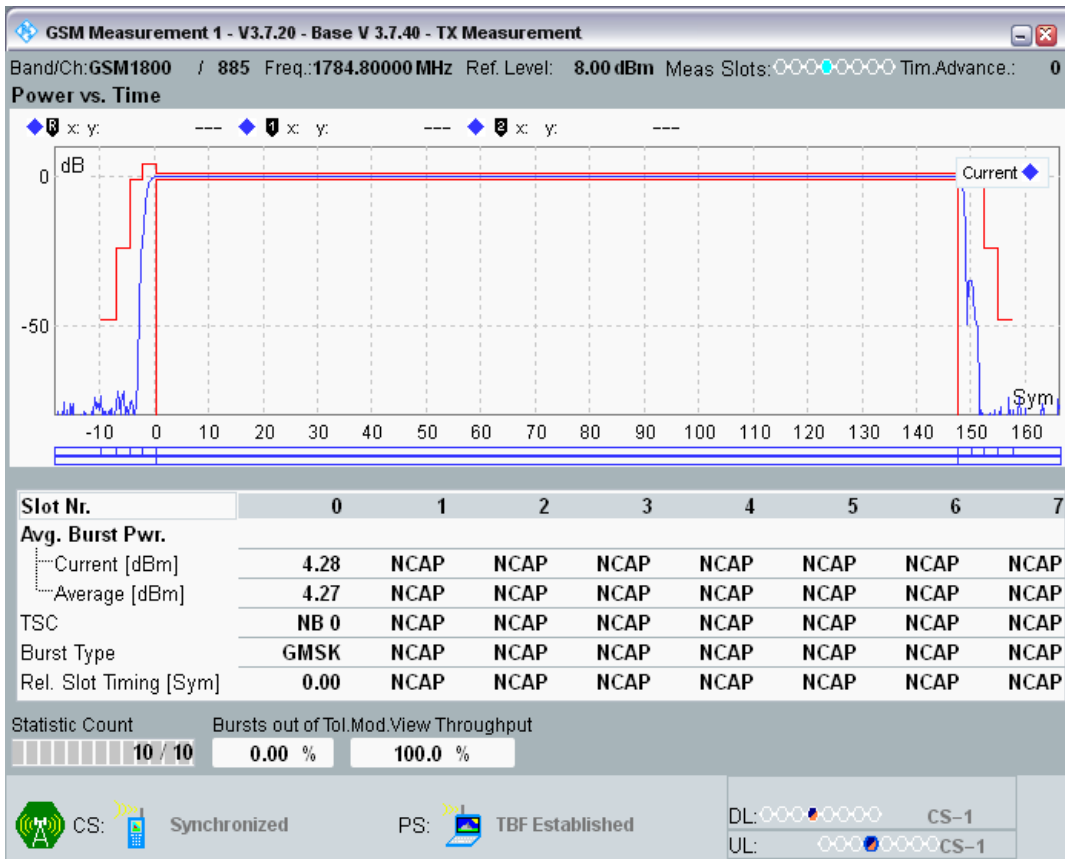 GSM Measurement 1 - V3.7.20 - Base V 3.7.40 - TX Measurement
Band/Ch:GSM1800 / 885 Freq.:1784.80000 MHz Ref. Level: 8.00 dBm Meas Slots: Tim.Advance.: 0
Power vs. Time
R x: y: --- 1 x: y: --- 2 x: y: ---
dB
Current
0
-50
Sym
-10 0 10 20 30 40 50 60 70 80 90 100 110 120 130 140 150 160
Slot Nr. 0 1 2 3 4 5 6 7
Avg. Burst Pwr.
Current [dBm] 4.28 NCAP NCAP NCAP NCAP NCAP NCAP NCAP
Average [dBm] 4.27 NCAP NCAP NCAP NCAP NCAP NCAP NCAP
TSC NB 0 NCAP NCAP NCAP NCAP NCAP NCAP NCAP
Burst Type GMSK NCAP NCAP NCAP NCAP NCAP NCAP NCAP
Rel. Slot Timing [Sym] 0.00 NCAP NCAP NCAP NCAP NCAP NCAP NCAP
Statistic Count Bursts out of Tol.Mod.View Throughput
10 / 10 0.00 % 100.0 %
CS: Synchronized PS: TBF Established
DL: CS-1
UL: CS-1